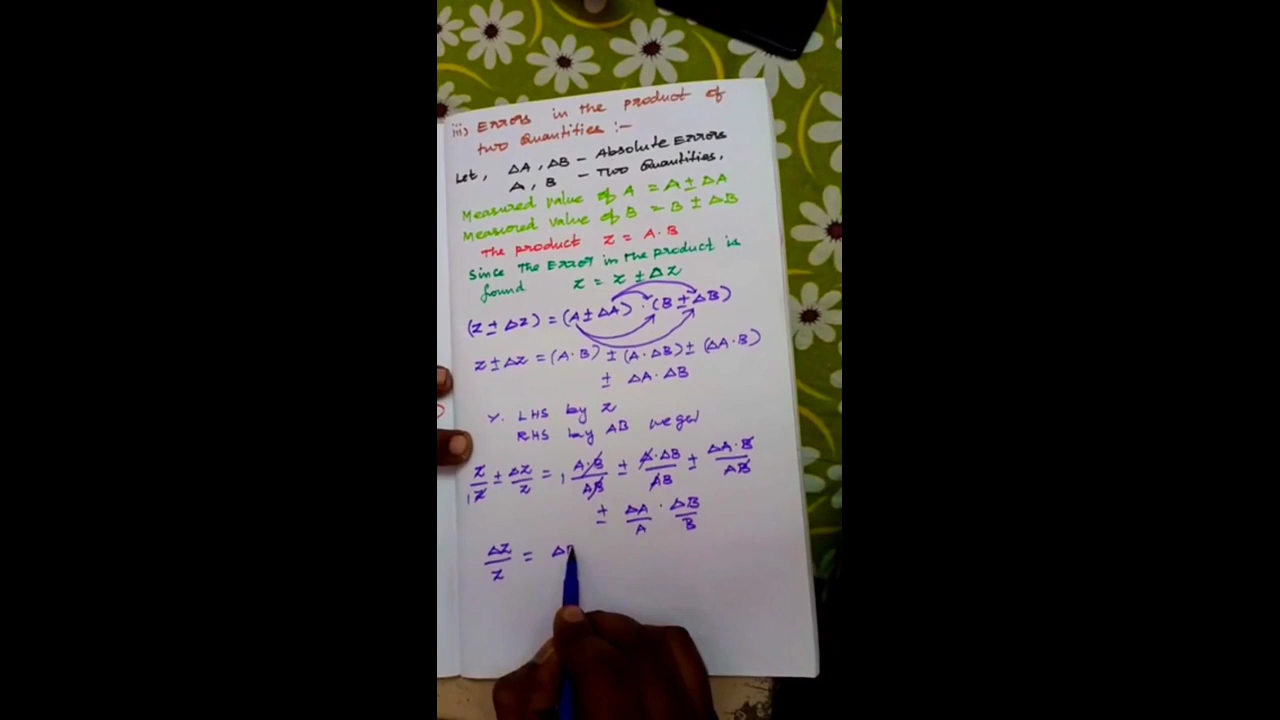 iii) Errors in the product of
two Quantities :-
Let, ΔA, ΔB - Absolute Errors
A, B - Two Quantities.
Measured value of A = A ± ΔA
Measured value of B = B ± ΔB
The product Z = A·B
Since the Error in the product is
found Z = Z ± ΔZ
(Z ± ΔZ) = (A ± ΔA) · (B ± ΔB)
Z ± ΔZ = (A·B) ± (A·ΔB) ± (ΔA·B)
± ΔA·ΔB
LHS by Z
RHS by AB we get
Z/Z ± ΔZ/Z = A·B/AB ± A·ΔB/AB ± ΔA·B/AB
± ΔA/A · ΔB/B
ΔZ/Z = Δ